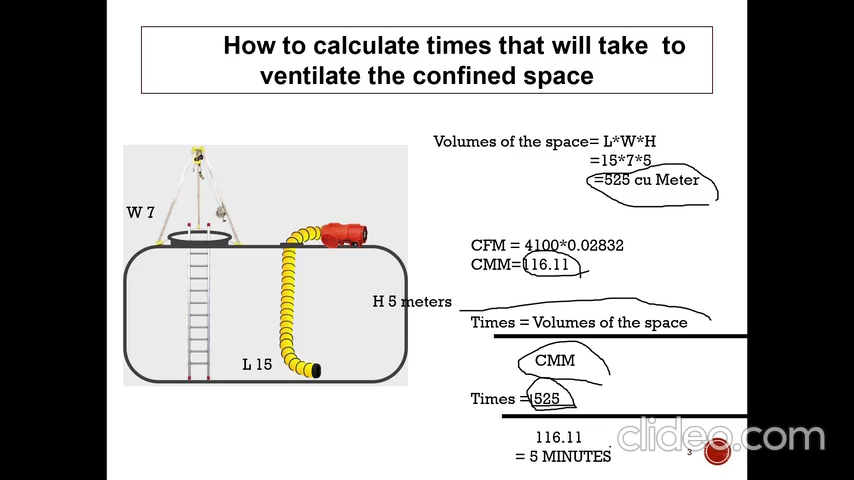 How to calculate times that will take to
ventilate the confined space
Volumes of the space= L*W*H
=15*7*5
=525 cu Meter
W 7
CFM = 4100*0.02832
CMM=116.11
H 5 meters
Times = Volumes of the space
CMM
L 15
Times = 525
116.11
= 5 MINUTES
clideo.com
3